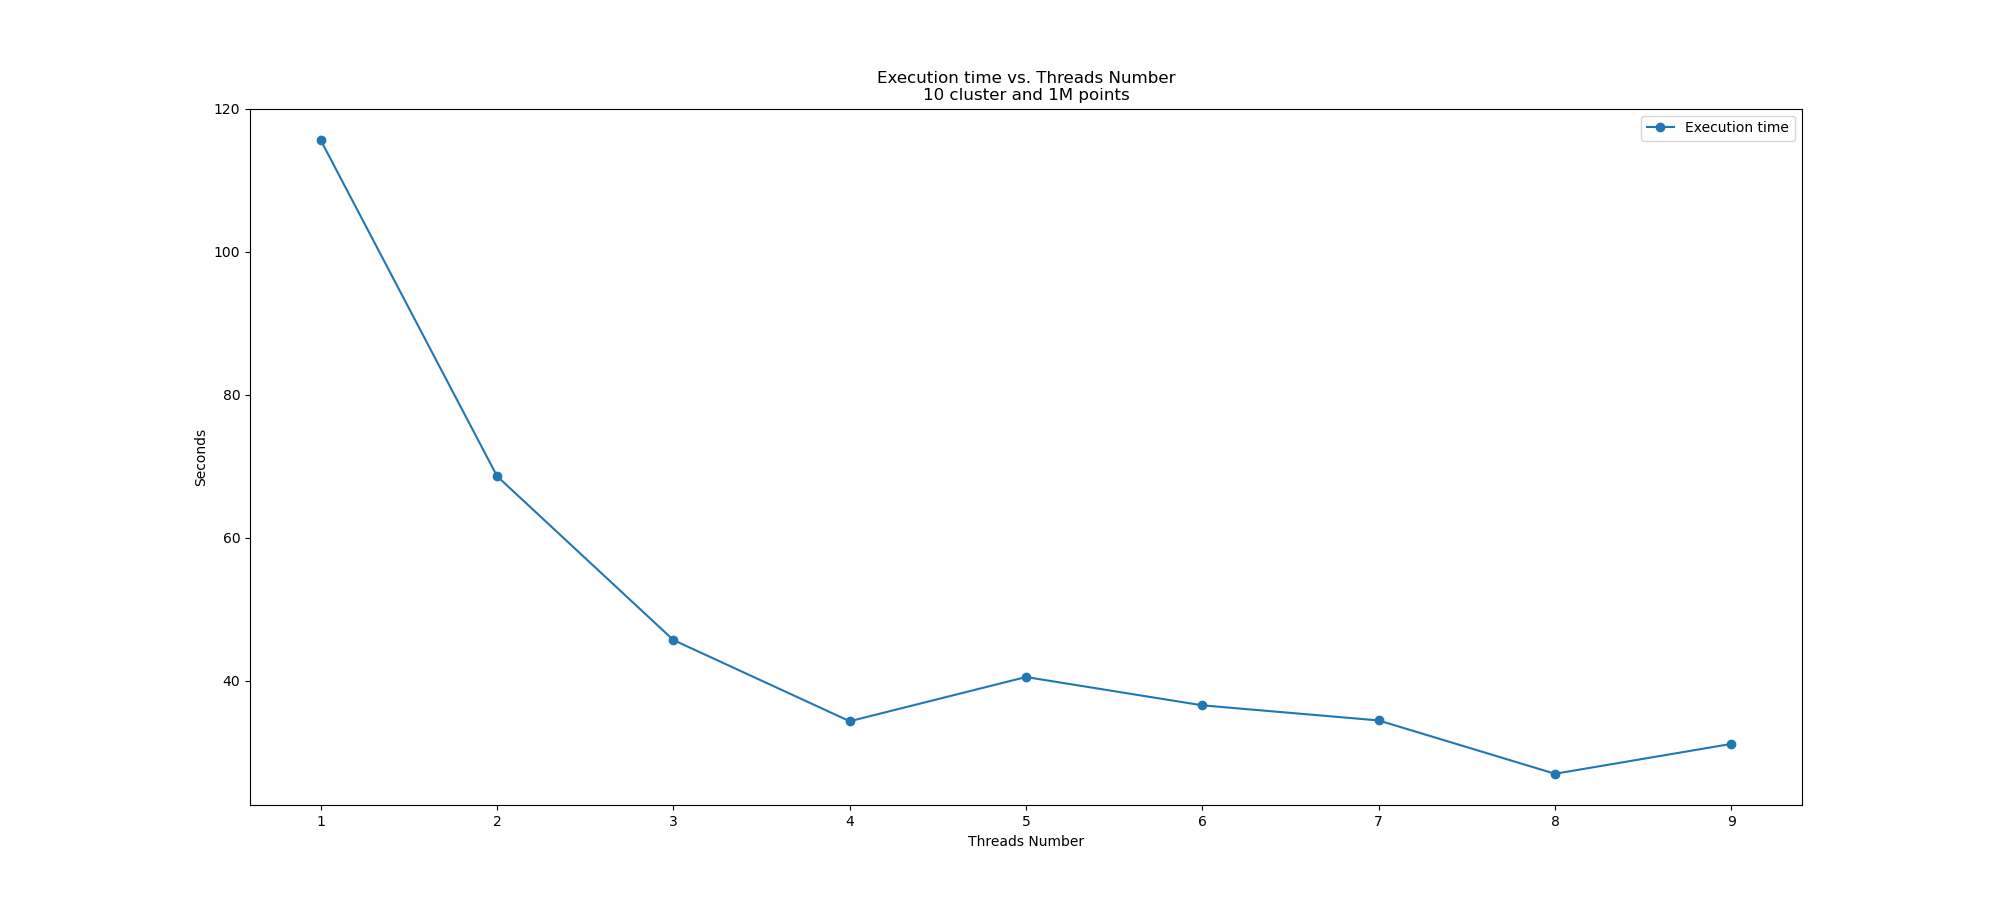 Execution time vs. Threads Number
10 cluster and 1M points
Execution time
120
100
80
60
40
Seconds
1 2 3 4 5 6 7 8 9
Threads Number